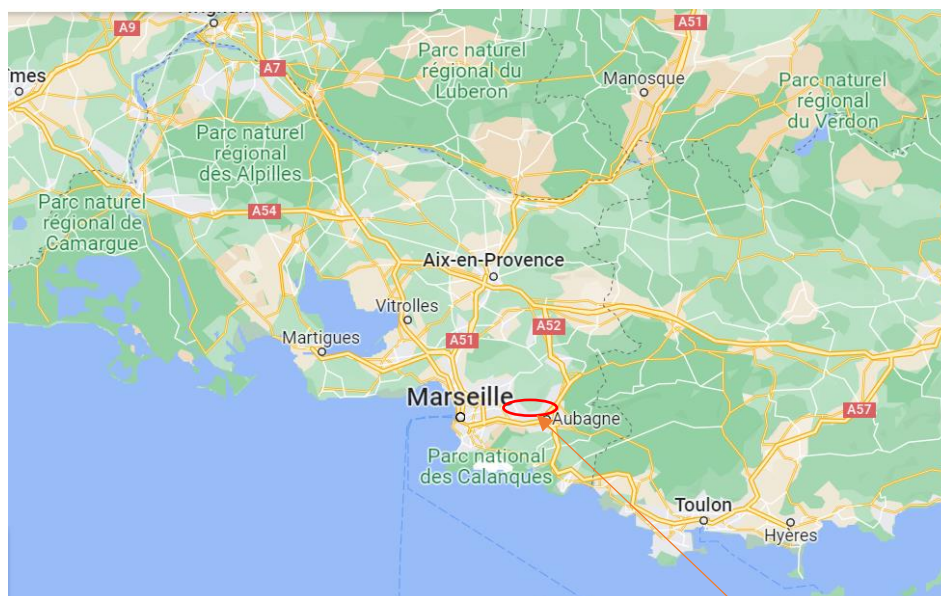 A9
A51
A7
Parc naturel
régional du
Luberon
Manosque
Parc naturel
régional
du Verdon
Parc naturel
régional
des Alpilles
Parc naturel
régional de
Camargue
A54
Aix-en-Provence
Vitrolles
A52
Martigues
A51
Marseille
Aubagne
A57
Parc national
des Calanques
Toulon
Hyères